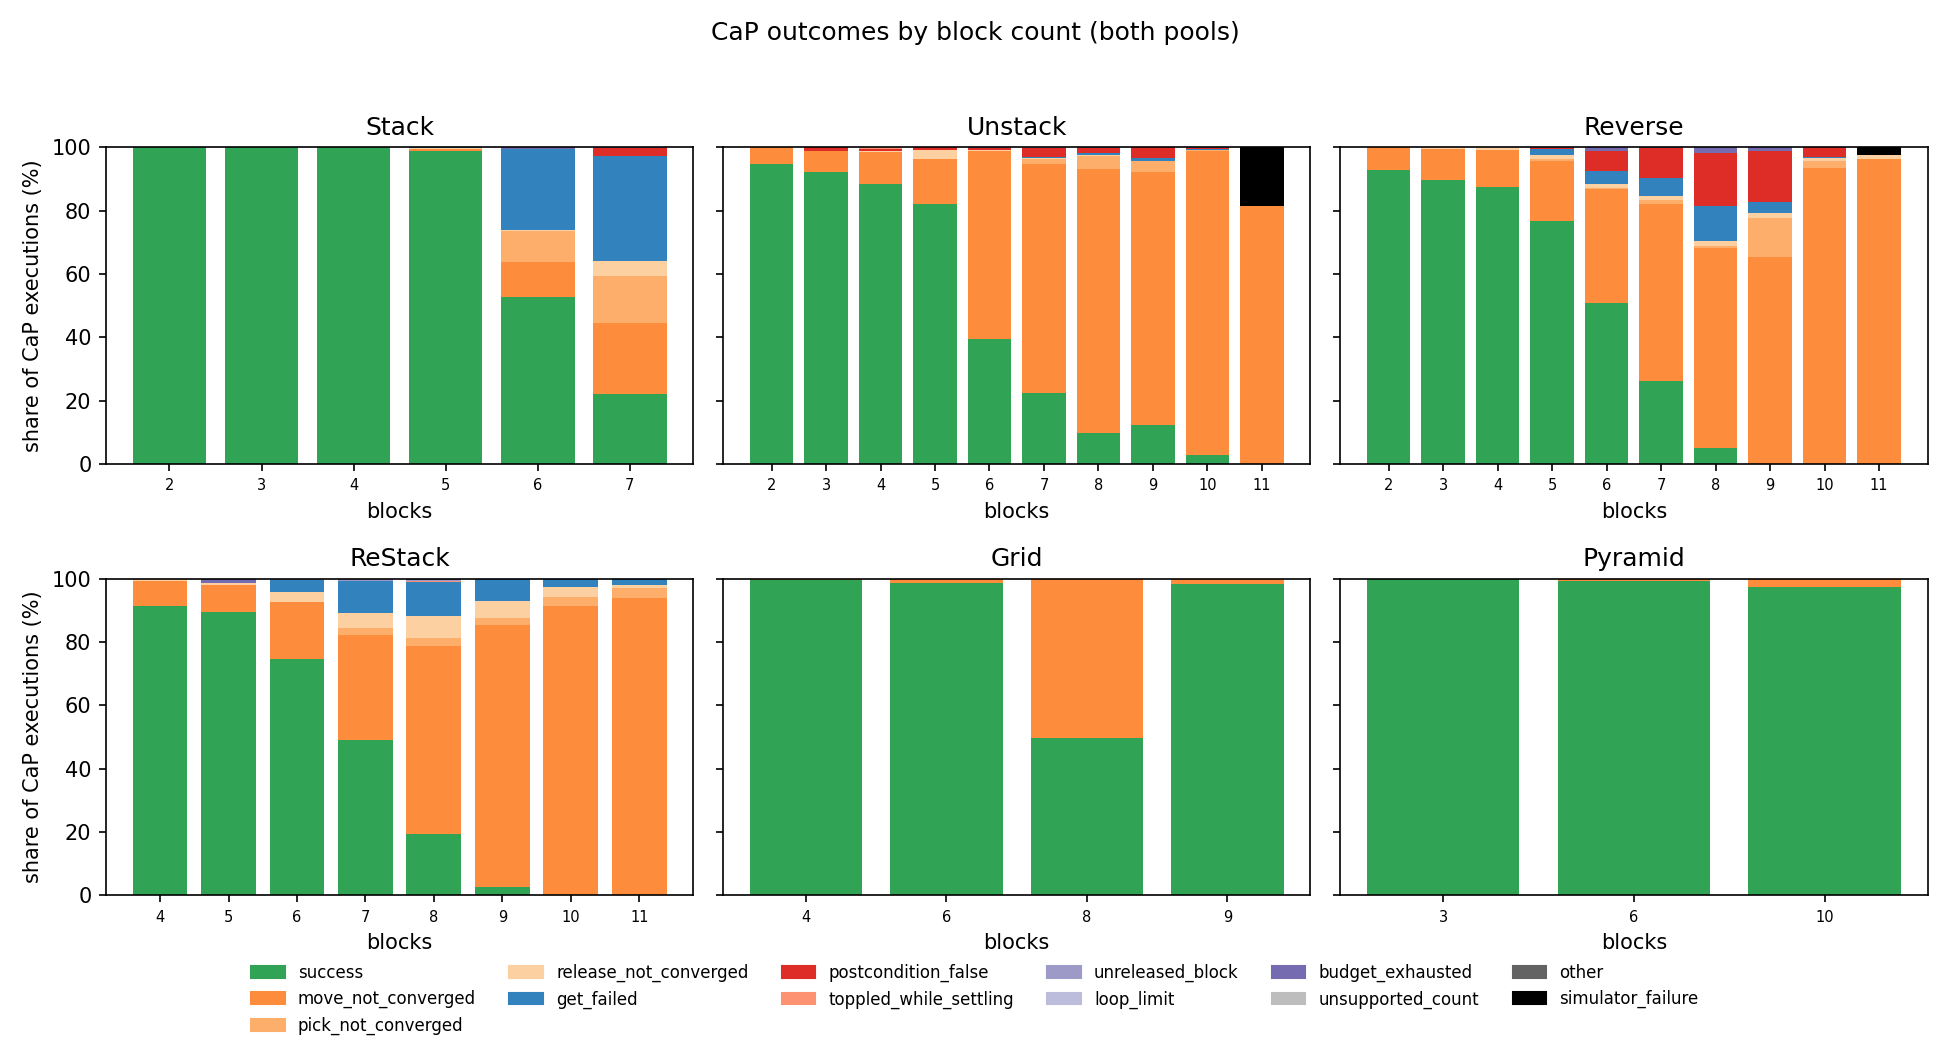 CaP outcomes by block count (both pools)
Stack
Unstack
Reverse
share of CaP executions (%)
100
80
60
40
20
0
2 3 4 5 6 7
blocks
2 3 4 5 6 7 8 9 10 11
blocks
2 3 4 5 6 7 8 9 10 11
blocks
ReStack
Grid
Pyramid
share of CaP executions (%)
100
80
60
40
20
0
4 5 6 7 8 9 10 11
blocks
4 6 8 9
blocks
3 6 10
blocks
success
move_not_converged
pick_not_converged
release_not_converged
get_failed
postcondition_false
toppled_while_settling
unreleased_block
loop_limit
budget_exhausted
unsupported_count
other
simulator_failure